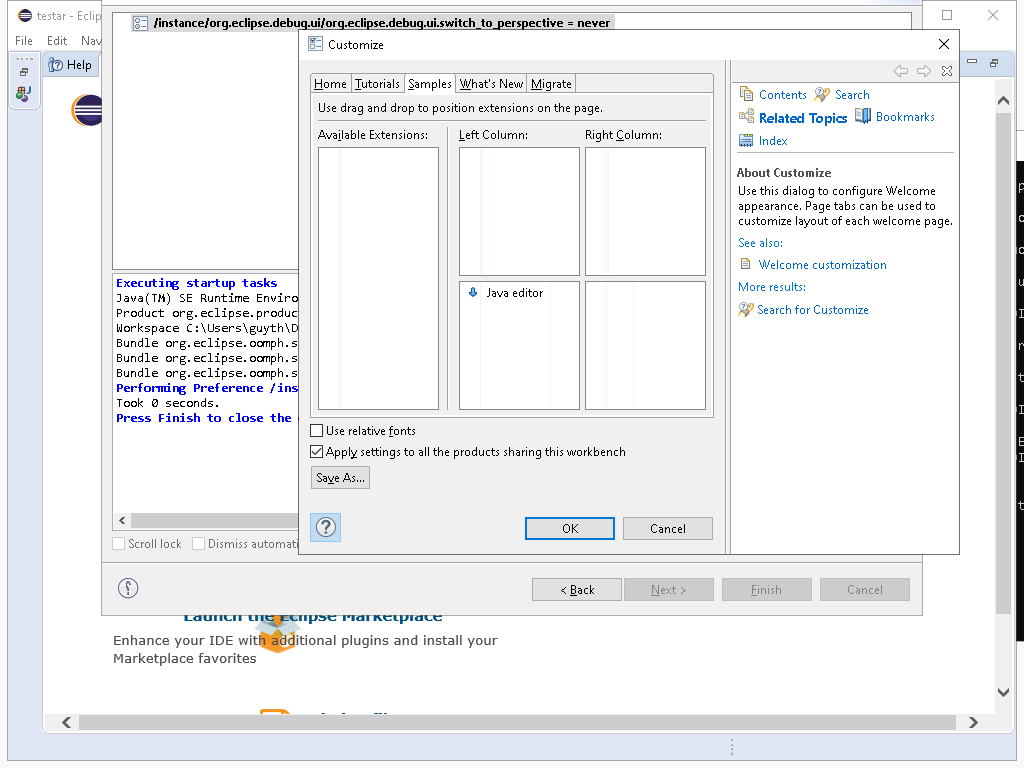 testar - Eclip
/instance/org.eclipse.debug.ui/org.eclipse.debug.ui.switch_to_perspective = never
File Edit Nav
Help
Customize
Home Tutorials Samples What's New Migrate
Use drag and drop to position extensions on the page.
Available Extensions: Left Column: Right Column:
Java editor
Use relative fonts
Apply settings to all the products sharing this workbench
Save As...
OK Cancel
Contents Search
Related Topics Bookmarks
Index
About Customize
Use this dialog to configure Welcome
appearance. Page tabs can be used to
customize layout of each welcome page.
See also:
Welcome customization
More results:
Search for Customize
Executing startup tasks
Java(TM) SE Runtime Enviro
Product org.eclipse.produc
Workspace C:\Users\guyth\D
Bundle org.eclipse.oomph.s
Bundle org.eclipse.oomph.s
Bundle org.eclipse.oomph.s
Performing Preference /ins
Took 0 seconds.
Press Finish to close the
Scroll lock Dismiss automati
< Back Next > Finish Cancel
Launch the Eclipse Marketplace
Enhance your IDE with additional plugins and install your
Marketplace favorites